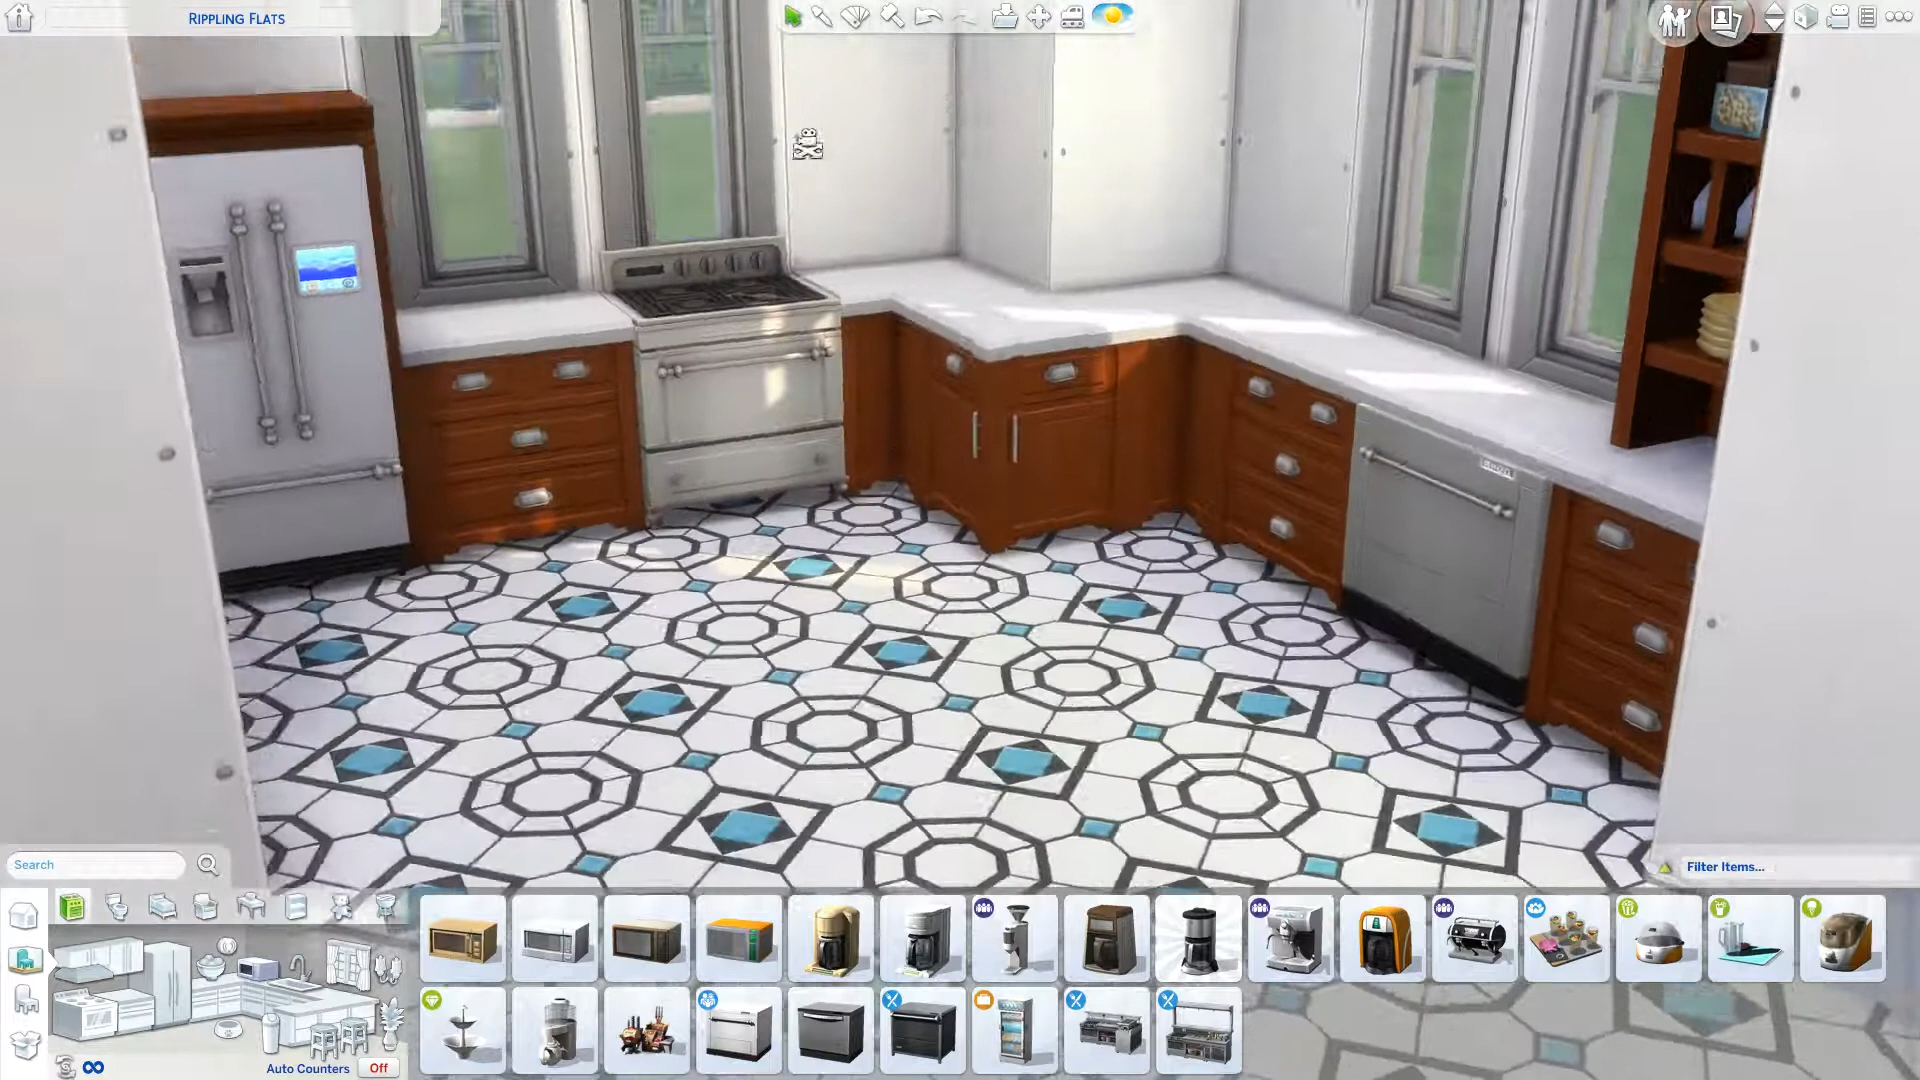 Rippling Flats
Search
Filter Items...
Auto Counters
Off